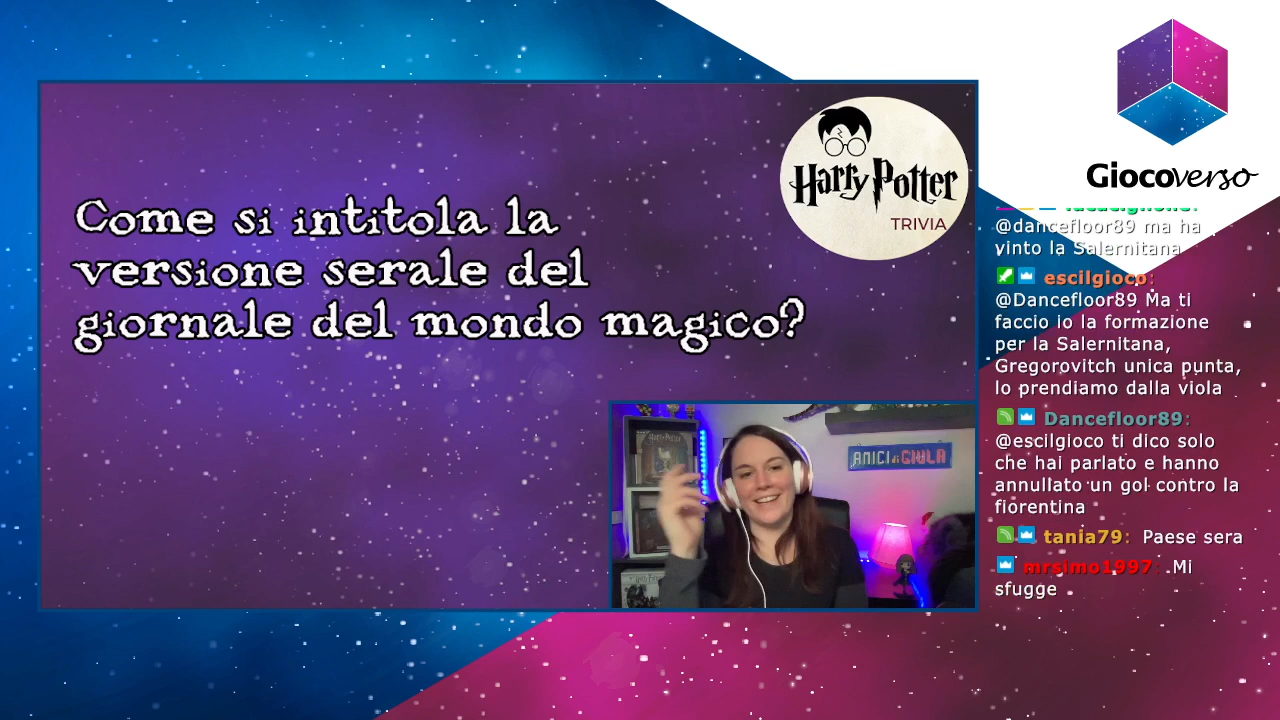 Come si intitola la
versione serale del
giornale del mondo magico?
Harry Potter
TRIVIA
AMICI di GIULA
Giocoverso
@dancefloor89 ma ha
vinto la Salernitana
escilgioco:
@Dancefloor89 Ma ti
faccio io la formazione
per la Salernitana,
Gregorovitch unica punta,
lo prendiamo dalla viola
Dancefloor89:
@escilgioco ti dico solo
che hai parlato e hanno
annullato un gol contro la
fiorentina
tania79: Paese sera
mrsimo1997: Mi
sfugge